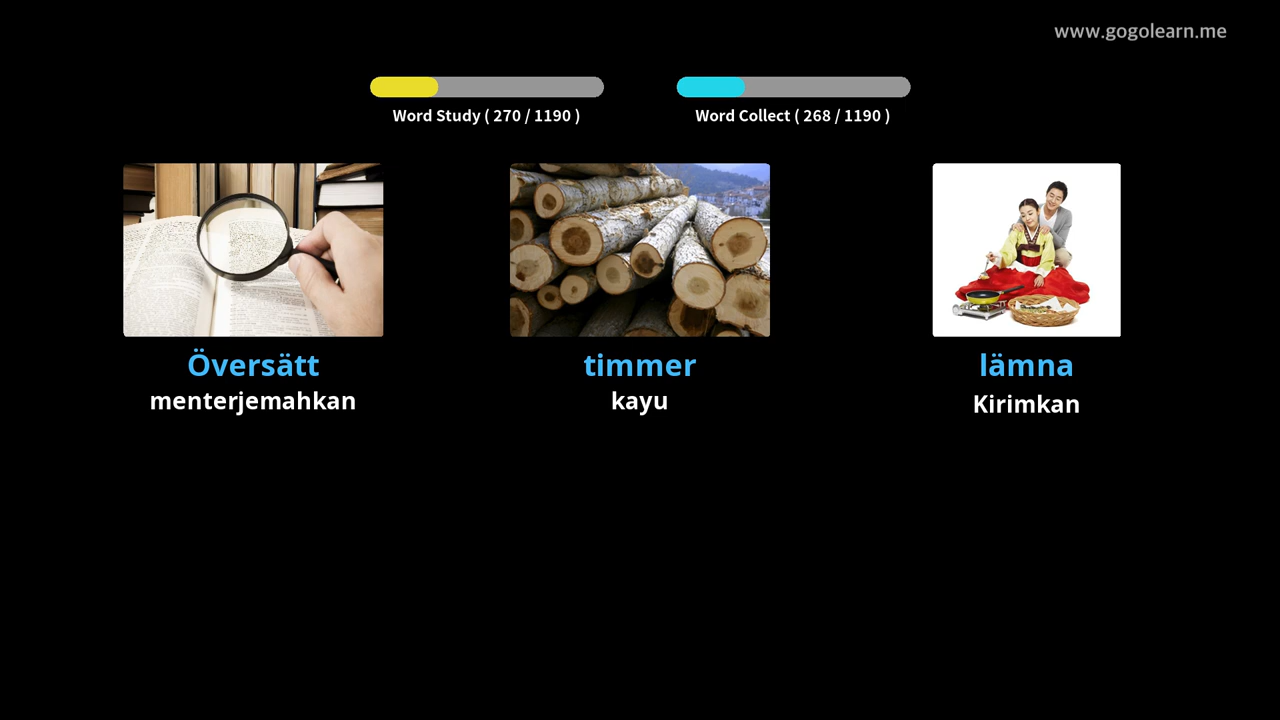 www.gogolearn.me
Word Study ( 270 / 1190 )
Word Collect ( 268 / 1190 )
Översätt
menterjemahkan
timmer
kayu
lämna
Kirimkan